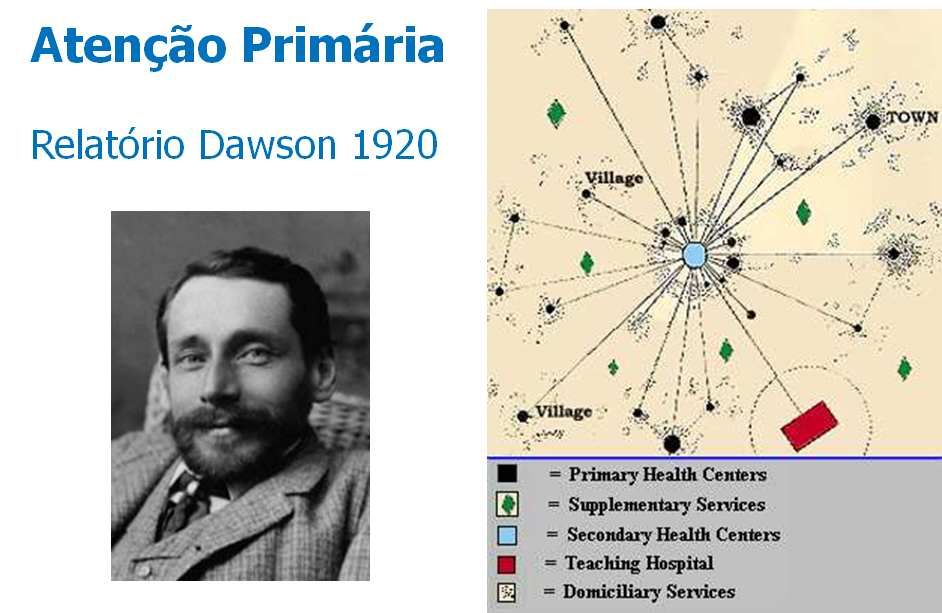 Atenção Primária
Relatório Dawson 1920
TOWN
Village
Village
= Primary Health Centers
= Supplementary Services
= Secondary Health Centers
= Teaching Hospital
= Domiciliary Services